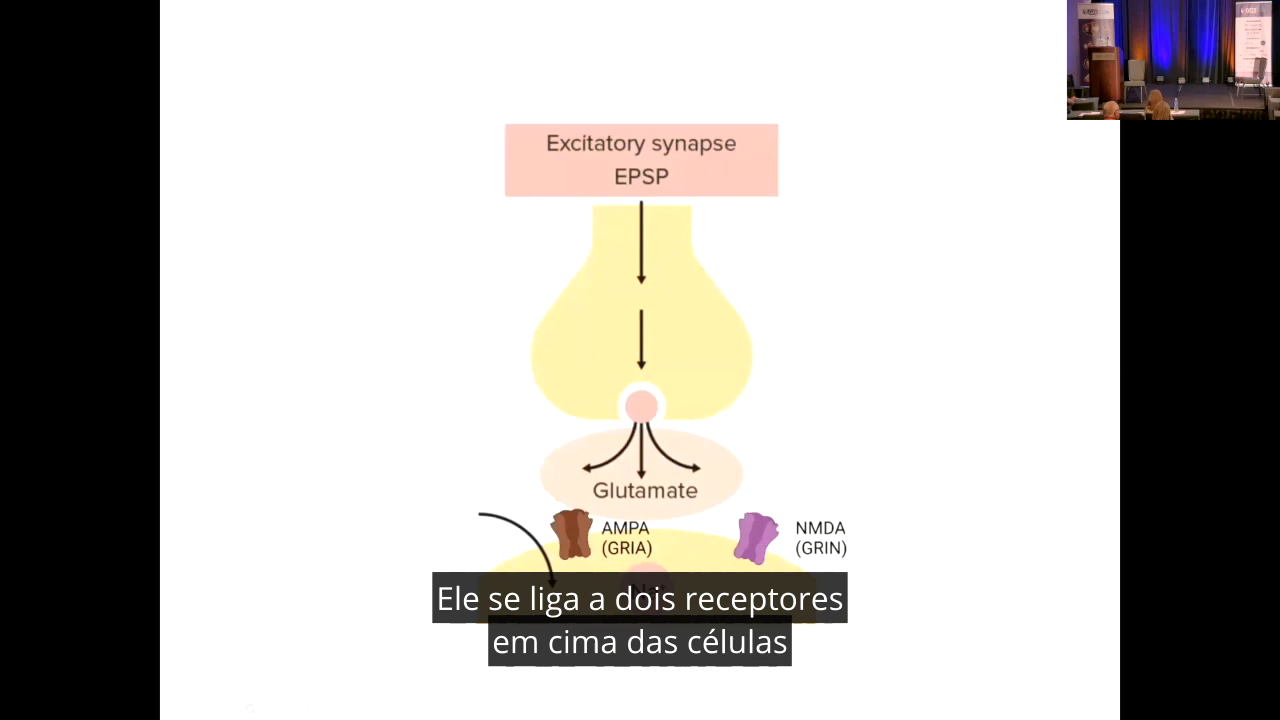 Excitatory synapse
EPSP
Glutamate
AMPA
(GRIA)
NMDA
(GRIN)
Ele se liga a dois receptores
em cima das células